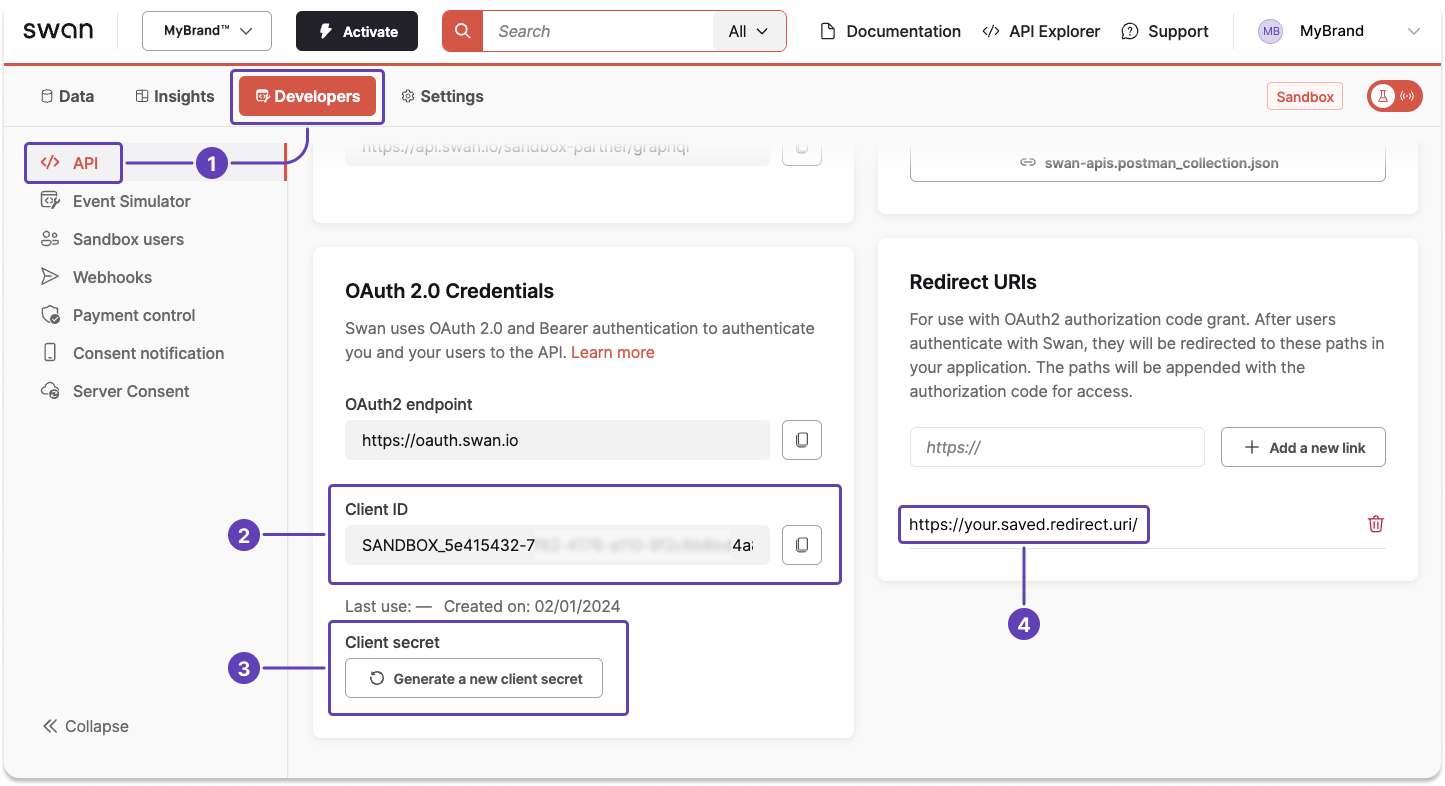 swan
MyBrand™
Activate
Search
All
Documentation
API Explorer
Support
MB
MyBrand
Data
Insights
Developers
Settings
Sandbox
API
1
Event Simulator
Sandbox users
Webhooks
Payment control
Consent notification
Server Consent
Collapse
https://api.swan.io/sandbox-partner/graphql
swan-apis.postman_collection.json
OAuth 2.0 Credentials
Swan uses OAuth 2.0 and Bearer authentication to authenticate
you and your users to the API. Learn more
OAuth2 endpoint
https://oauth.swan.io
2
Client ID
SANDBOX_5e415432-7
Last use: — Created on: 02/01/2024
3
Client secret
Generate a new client secret
Redirect URIs
For use with OAuth2 authorization code grant. After users
authenticate with Swan, they will be redirected to these paths in
your application. The paths will be appended with the
authorization code for access.
https://
Add a new link
https://your.saved.redirect.uri/
4